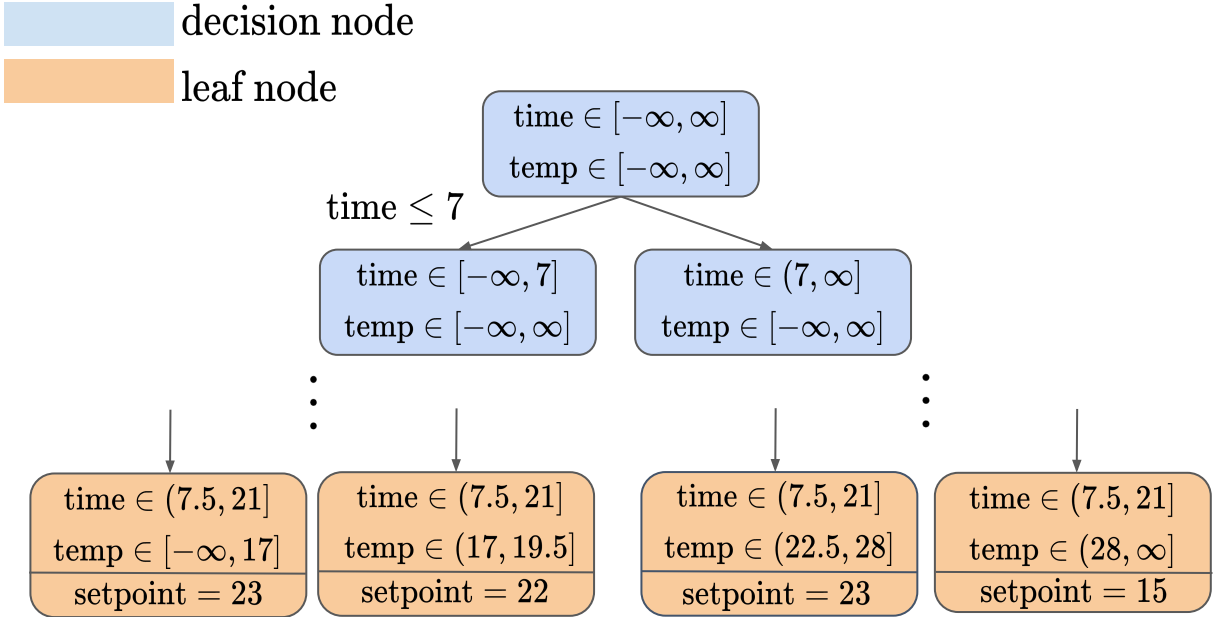 decision node
leaf node
time ∈ [−∞, ∞]
temp ∈ [−∞, ∞]
time ≤ 7
time ∈ [−∞, 7]
temp ∈ [−∞, ∞]
time ∈ (7, ∞]
temp ∈ [−∞, ∞]
time ∈ (7.5, 21]
temp ∈ [−∞, 17]
setpoint = 23
time ∈ (7.5, 21]
temp ∈ (17, 19.5]
setpoint = 22
time ∈ (7.5, 21]
temp ∈ (22.5, 28]
setpoint = 23
time ∈ (7.5, 21]
temp ∈ (28, ∞]
setpoint = 15